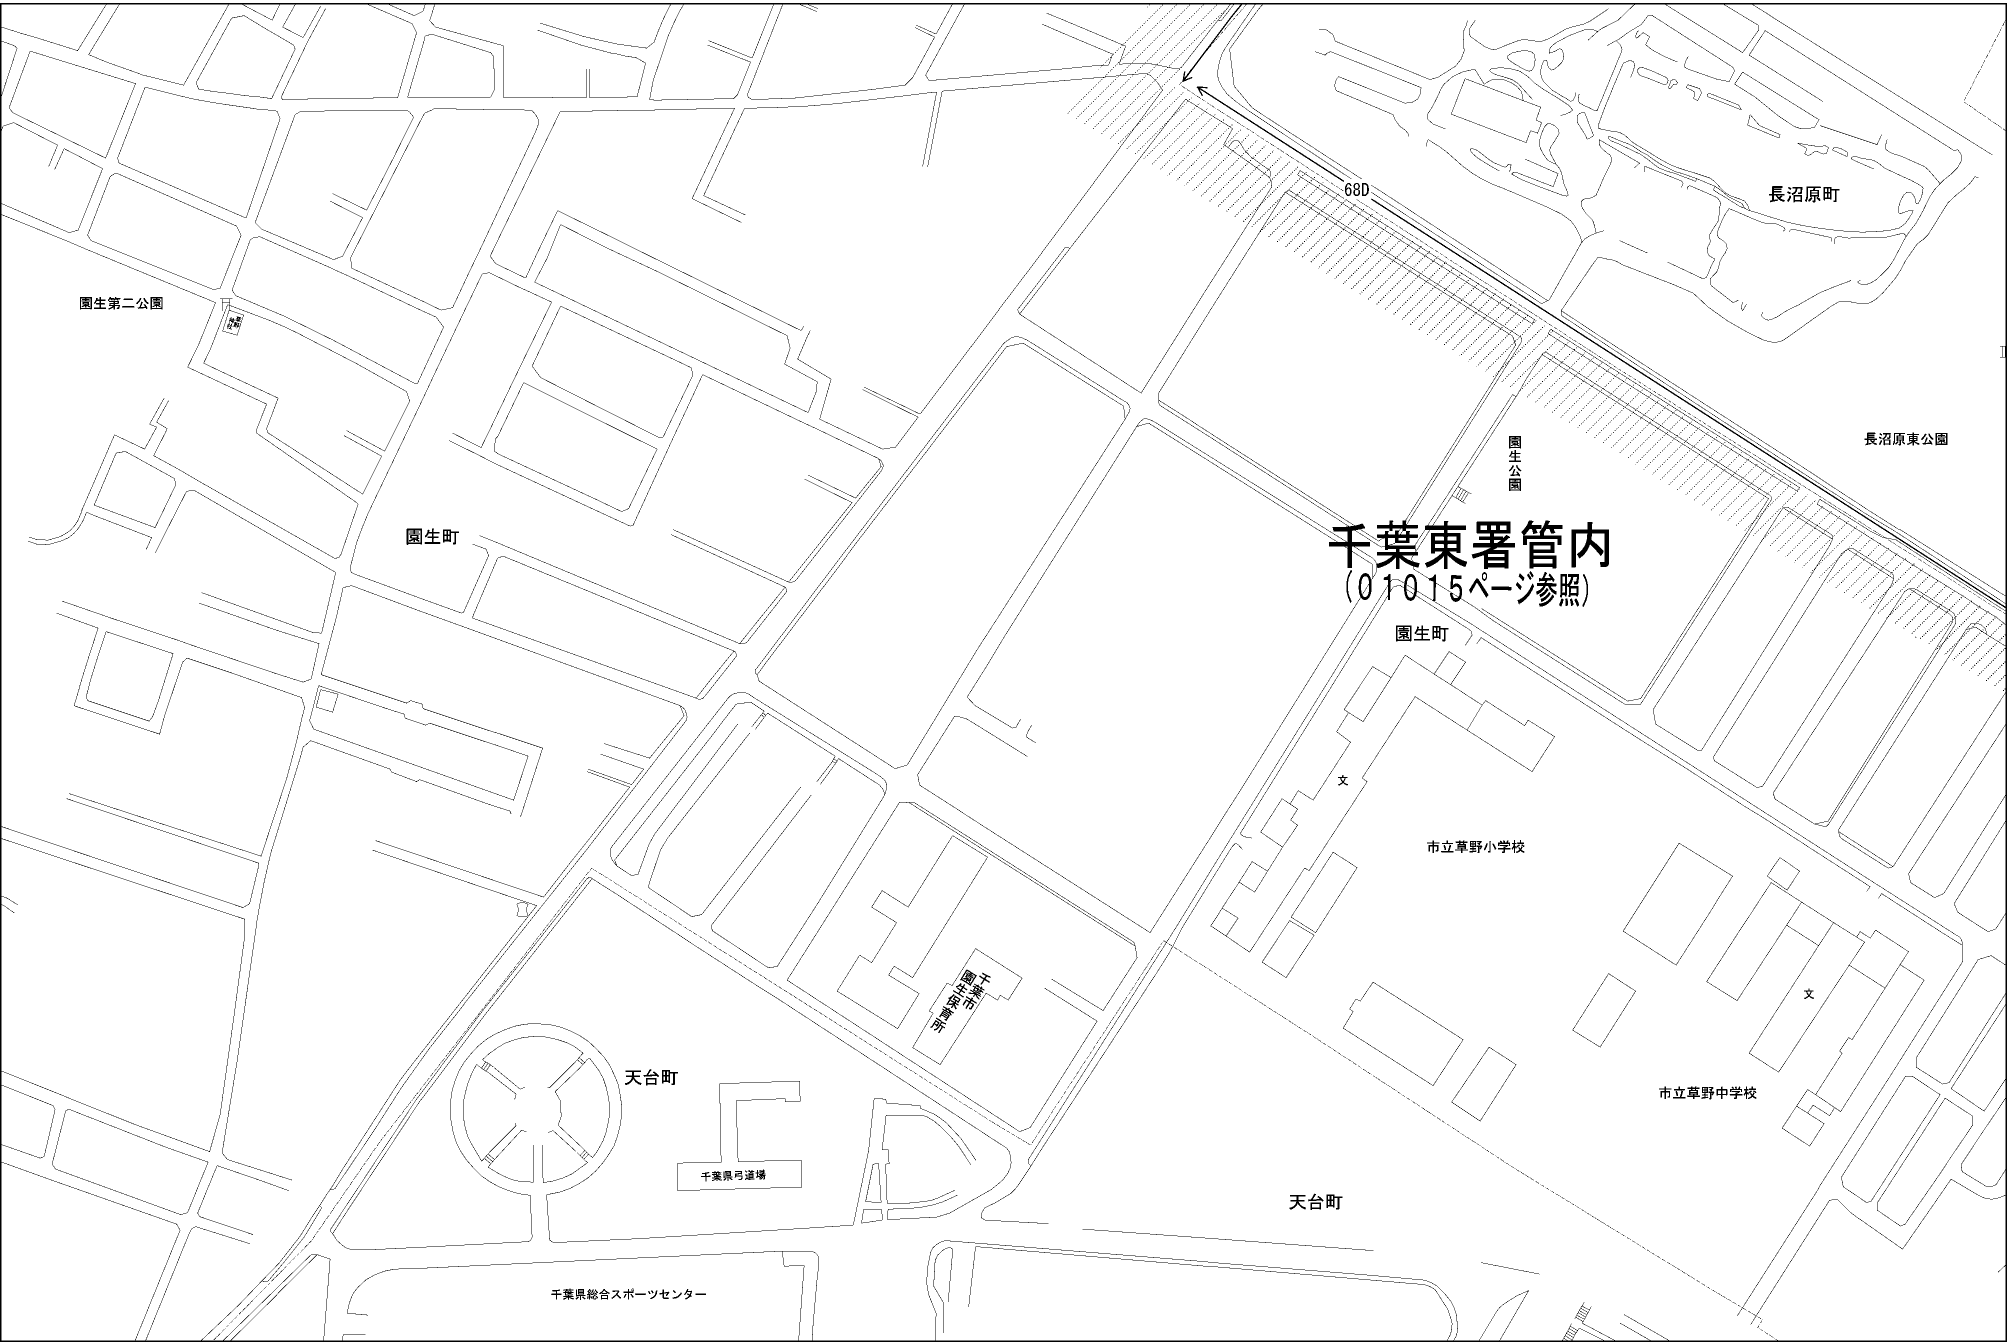 68D
長沼原町
園生第二公園
草野
神社
長沼原東公園
園生公園
園生町
千葉東署管内
(01015ページ参照)
園生町
文
市立草野小学校
千葉市
園生保育所
文
天台町
市立草野中学校
千葉県弓道場
天台町
千葉県総合スポーツセンター